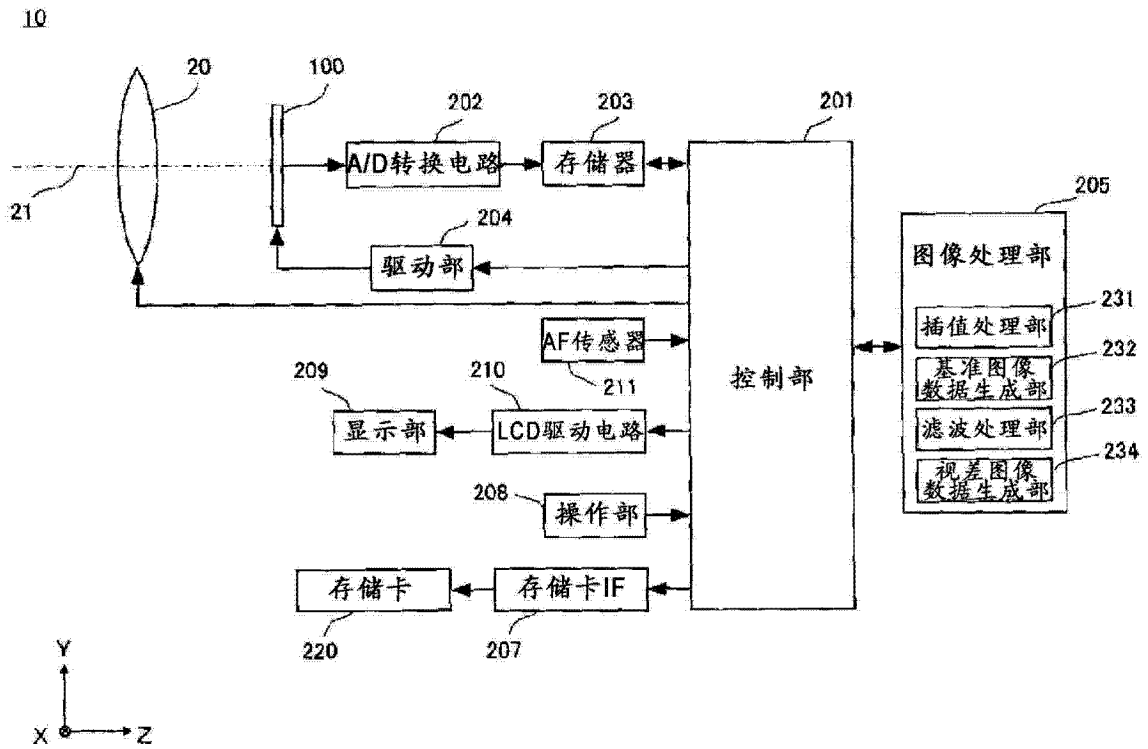 10
20
100
202
203
201
A/D转换电路
存储器
205
21
204
图像处理部
驱动部
231
插值处理部
AF传感器
232
基准图像
数据生成部
211
控制部
209
210
233
显示部
LCD驱动电路
滤波处理部
234
视差图像
数据生成部
208
操作部
存储卡
存储卡IF
220
207
Y
X
Z